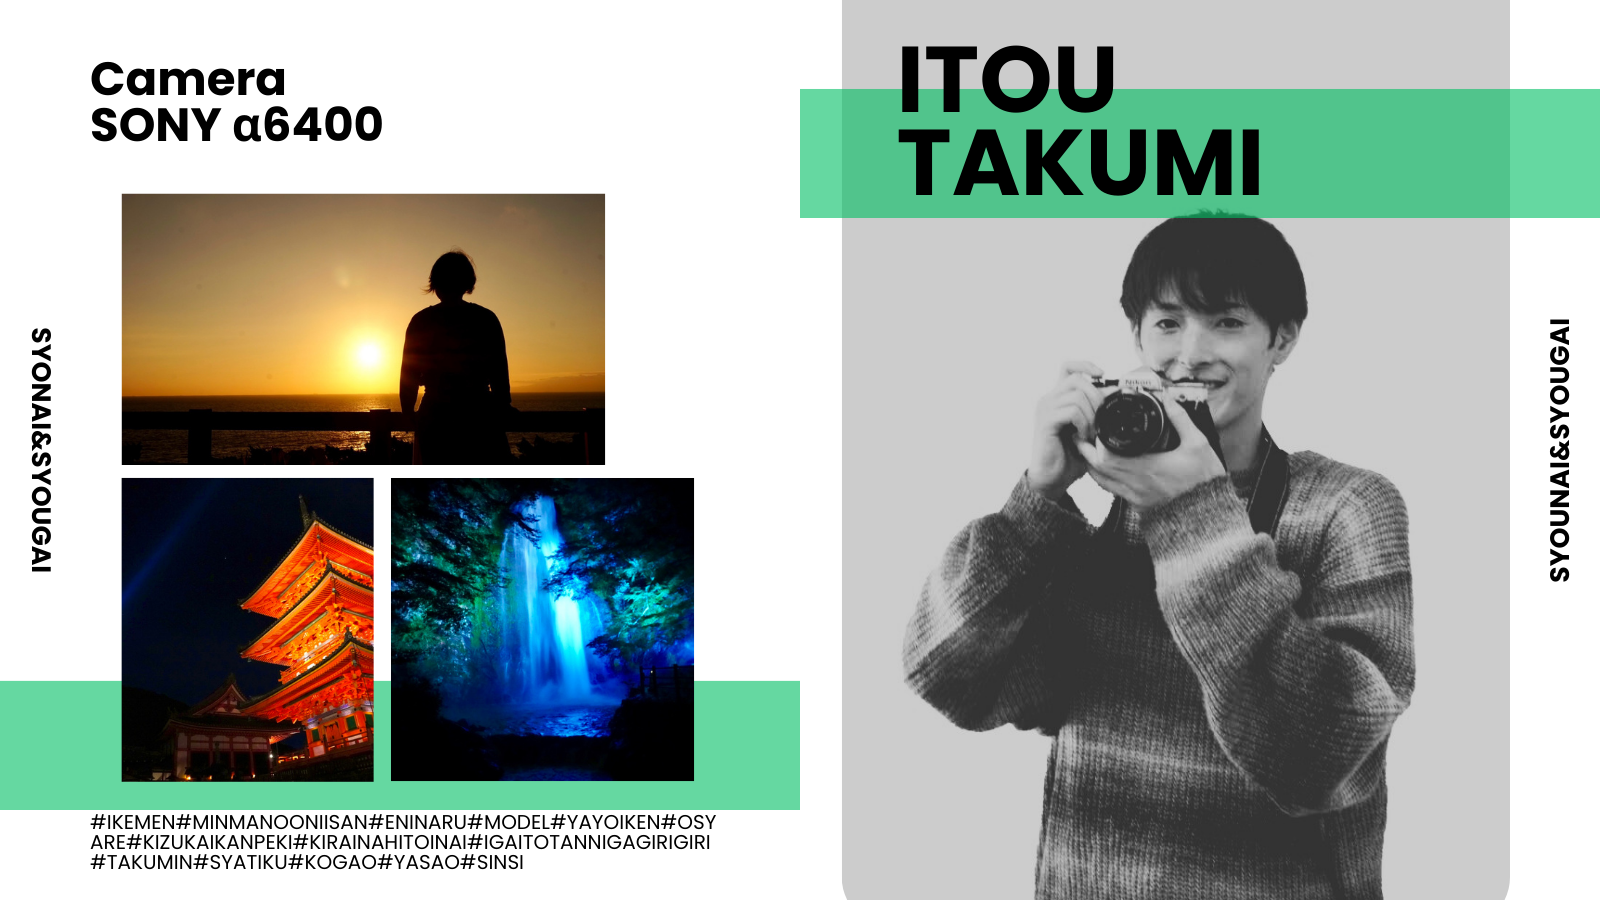 Camera
SONY α6400
SYONAI&SYOUGAI
#IKEMEN#MINMANOONIISAN#ENINARU#MODEL#YAYOIKEN#OSY
ARE#KIZUKAIKANPEKI#KIRAINAHITOINAI#IGAITOTANNIGAGIRIGIRI
#TAKUMIN#SYATIKU#KOGAO#YASAO#SINSI
ITOU
TAKUMI
Nikon
SYOUNAI&SYOUGAI